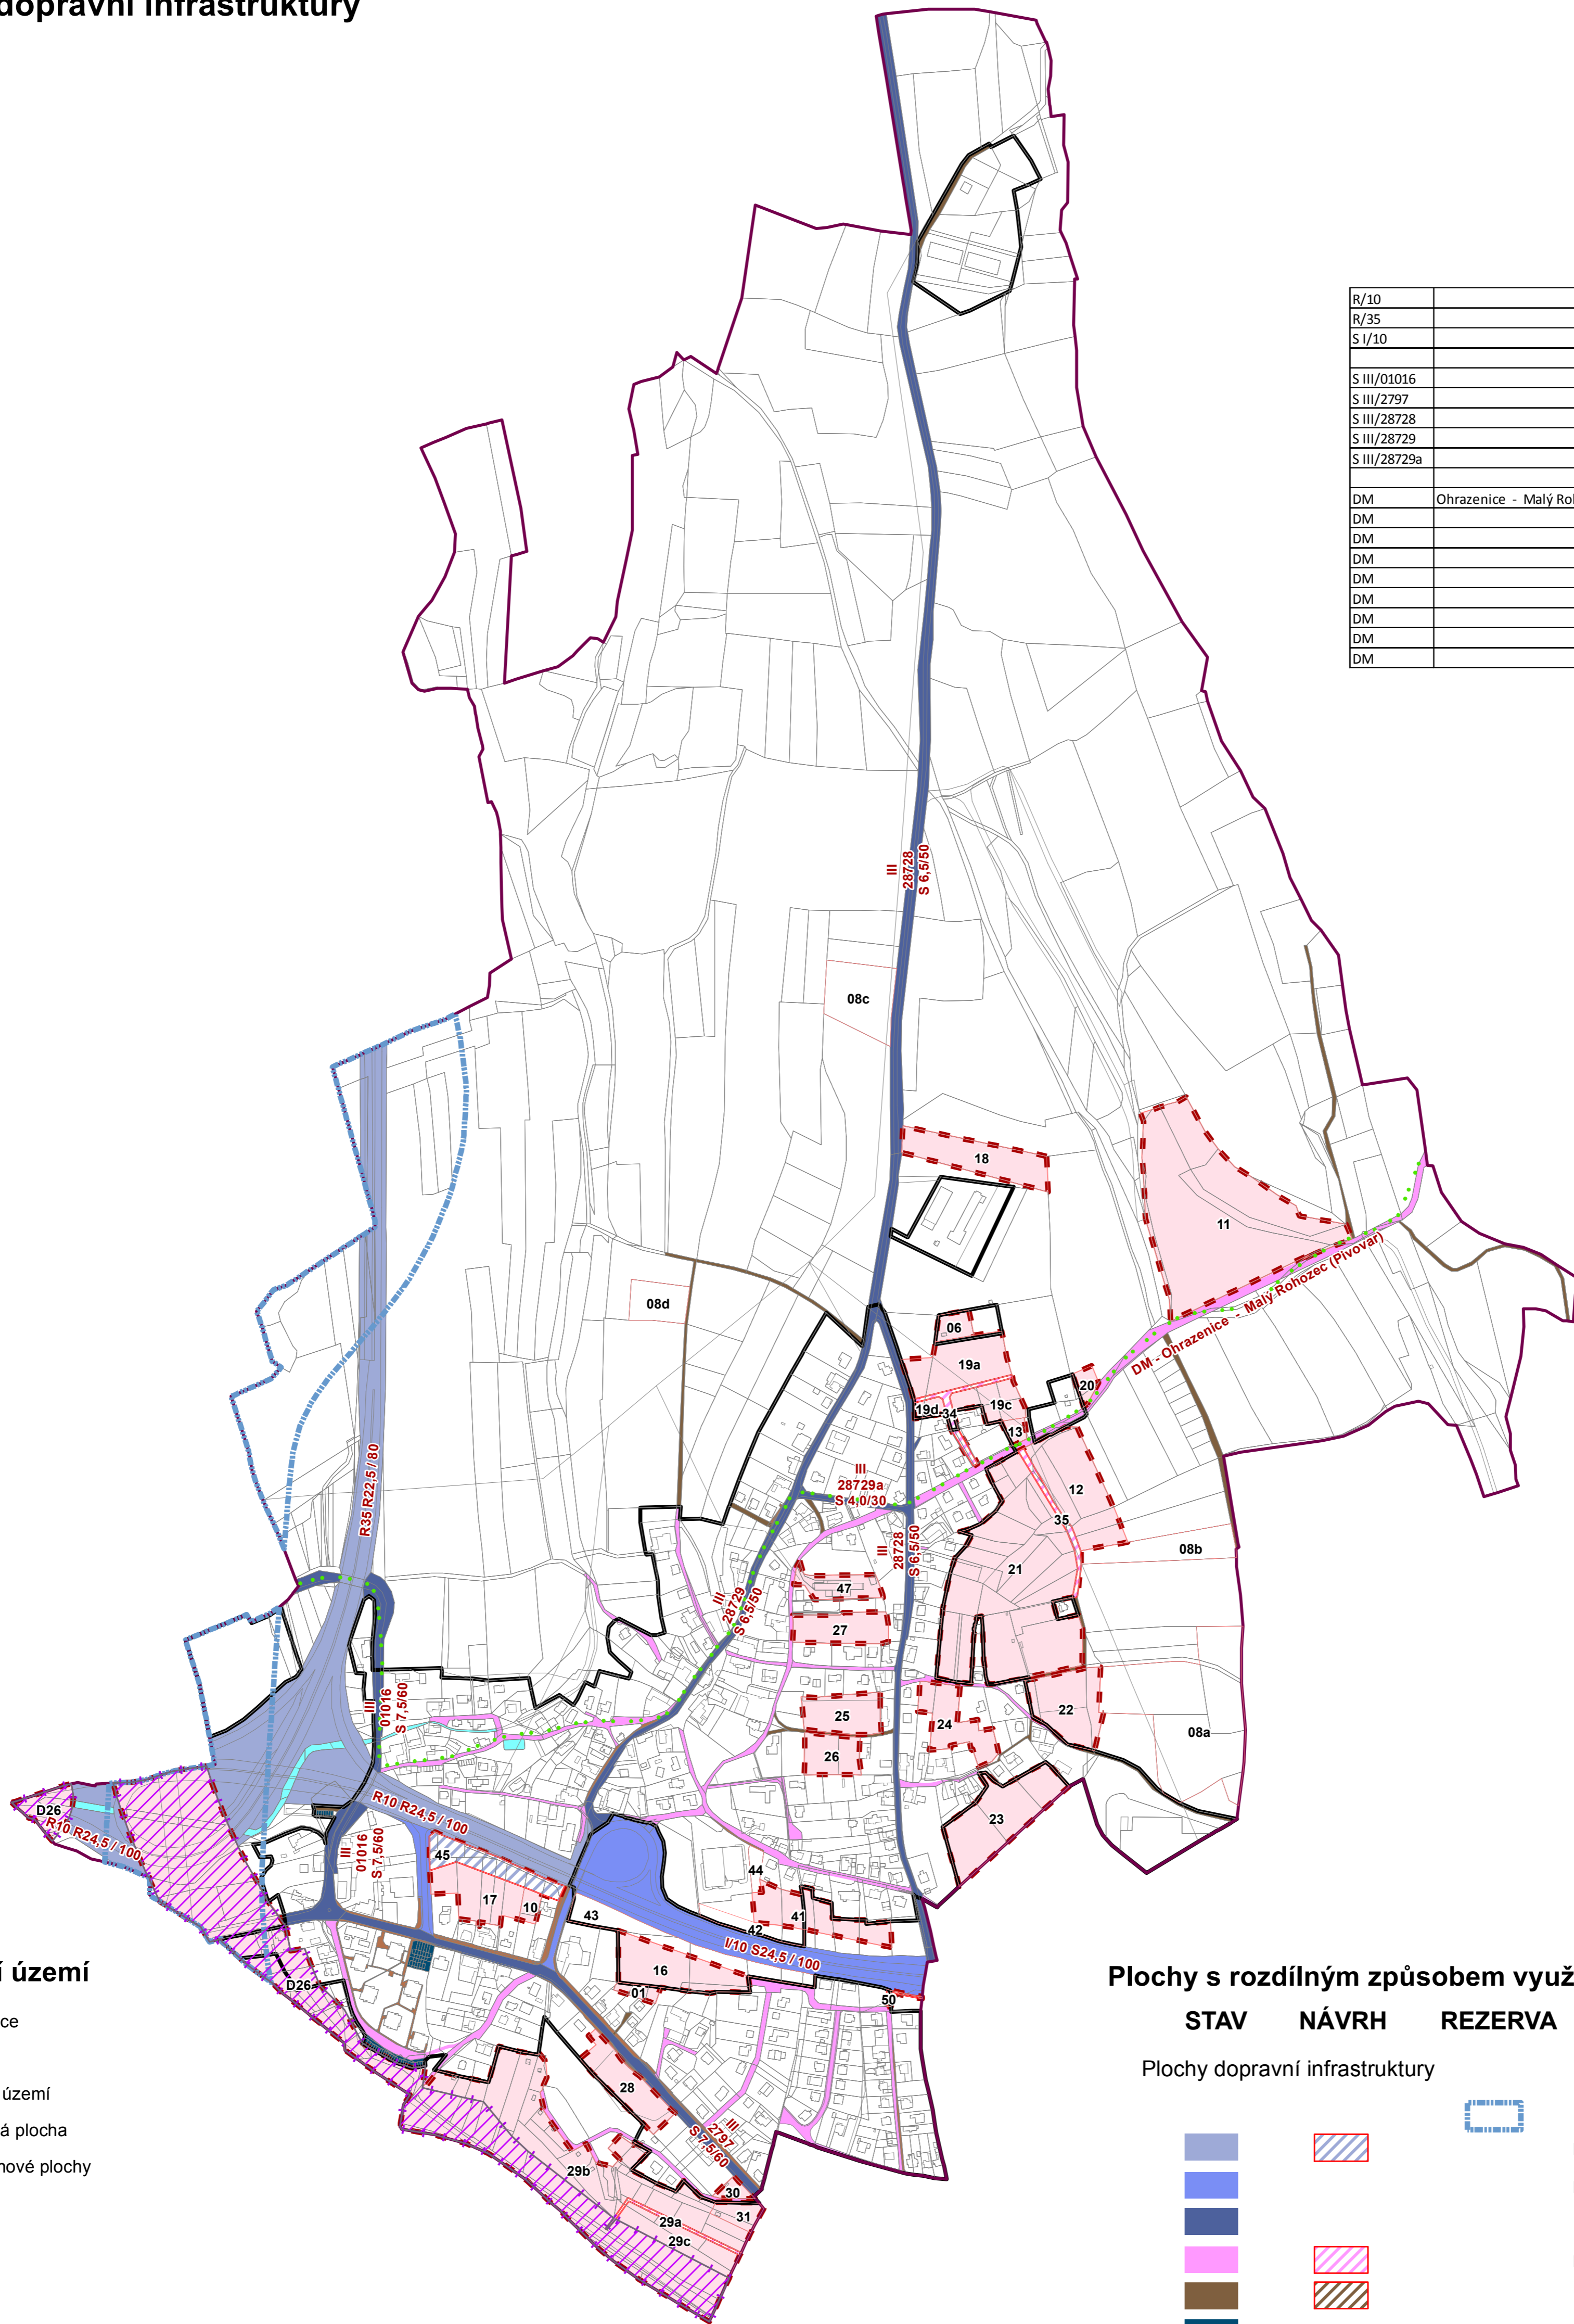 dopravní infrastruktury
R/10
R/35
S I/10
S III/01016
S III/2797
S III/28728
S III/28729
S III/28729a
DM Ohrazenice - Malý Rol
DM
DM
DM
DM
DM
DM
DM
DM
III
28728
S 6,5/50
08c
18
11
DM - Ohrazenice - Malý Rohozec (Pivovar)
08d
06
19a
20
19d
34
19c
13
R35 R22,5 / 80
III
28729a
S 4,0/30
12
35
III
28728
S 6,5/50
08b
21
47
III
28729
S 6,5/50
27
III
01016
S 7,5/60
25
24
22
08a
26
D26
R10 R24,5 / 100
R10 R24,5 / 100
23
III
01016
S 7,5/60
45
44
17
10
43
41
42
I/10 S24,5 / 100
16
D26
01
50
28
III
2797
S 7,5/60
29b
30
31
29a
29c
í území
ce
území
á plocha
nové plochy
Plochy s rozdílným způsobem využ
STAV NÁVRH REZERVA
Plochy dopravní infrastruktury